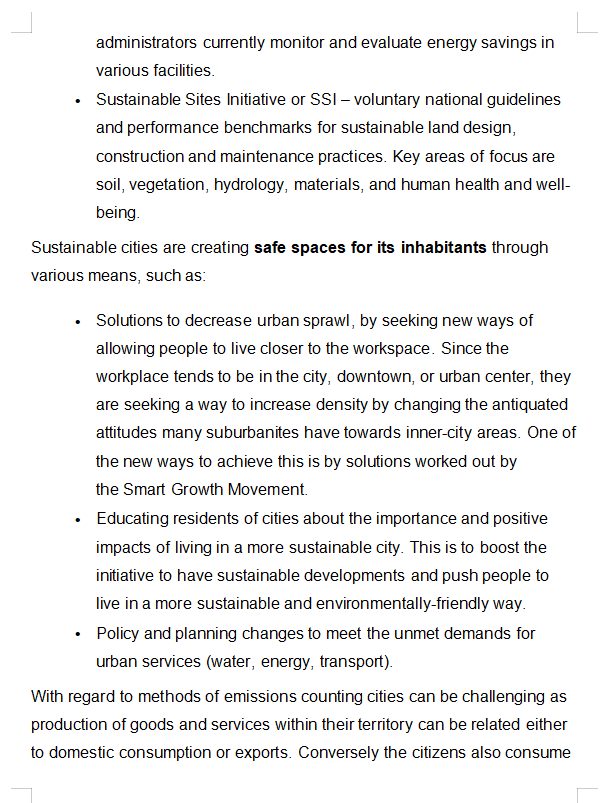 administrators currently monitor and evaluate energy savings in
various facilities.
• Sustainable Sites Initiative or SSI – voluntary national guidelines
and performance benchmarks for sustainable land design,
construction and maintenance practices. Key areas of focus are
soil, vegetation, hydrology, materials, and human health and well-
being.
Sustainable cities are creating safe spaces for its inhabitants through
various means, such as:
• Solutions to decrease urban sprawl, by seeking new ways of
allowing people to live closer to the workspace. Since the
workplace tends to be in the city, downtown, or urban center, they
are seeking a way to increase density by changing the antiquated
attitudes many suburbanites have towards inner-city areas. One of
the new ways to achieve this is by solutions worked out by
the Smart Growth Movement.
• Educating residents of cities about the importance and positive
impacts of living in a more sustainable city. This is to boost the
initiative to have sustainable developments and push people to
live in a more sustainable and environmentally-friendly way.
• Policy and planning changes to meet the unmet demands for
urban services (water, energy, transport).
With regard to methods of emissions counting cities can be challenging as
production of goods and services within their territory can be related either
to domestic consumption or exports. Conversely the citizens also consume